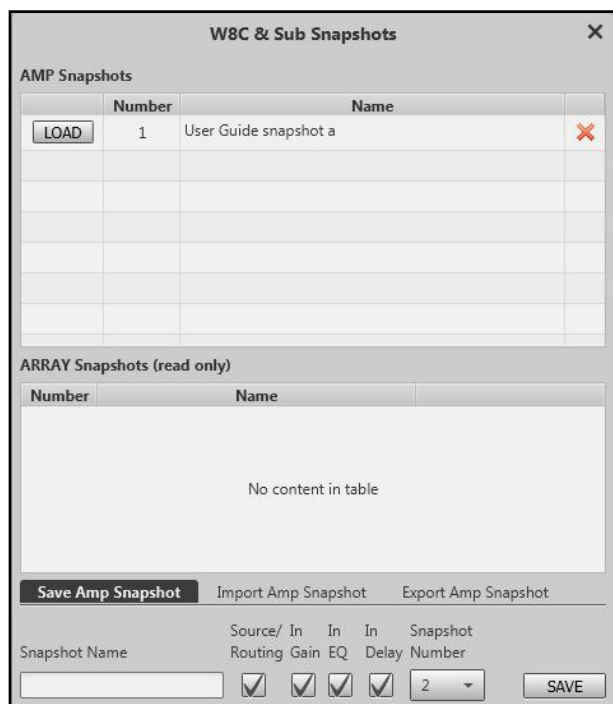 W8C & Sub Snapshots
AMP Snapshots
Number Name
LOAD 1 User Guide snapshot a
ARRAY Snapshots (read only)
Number Name
No content in table
Save Amp Snapshot Import Amp Snapshot Export Amp Snapshot
Source/ In In In Snapshot
Snapshot Name Routing Gain EQ Delay Number
2 SAVE